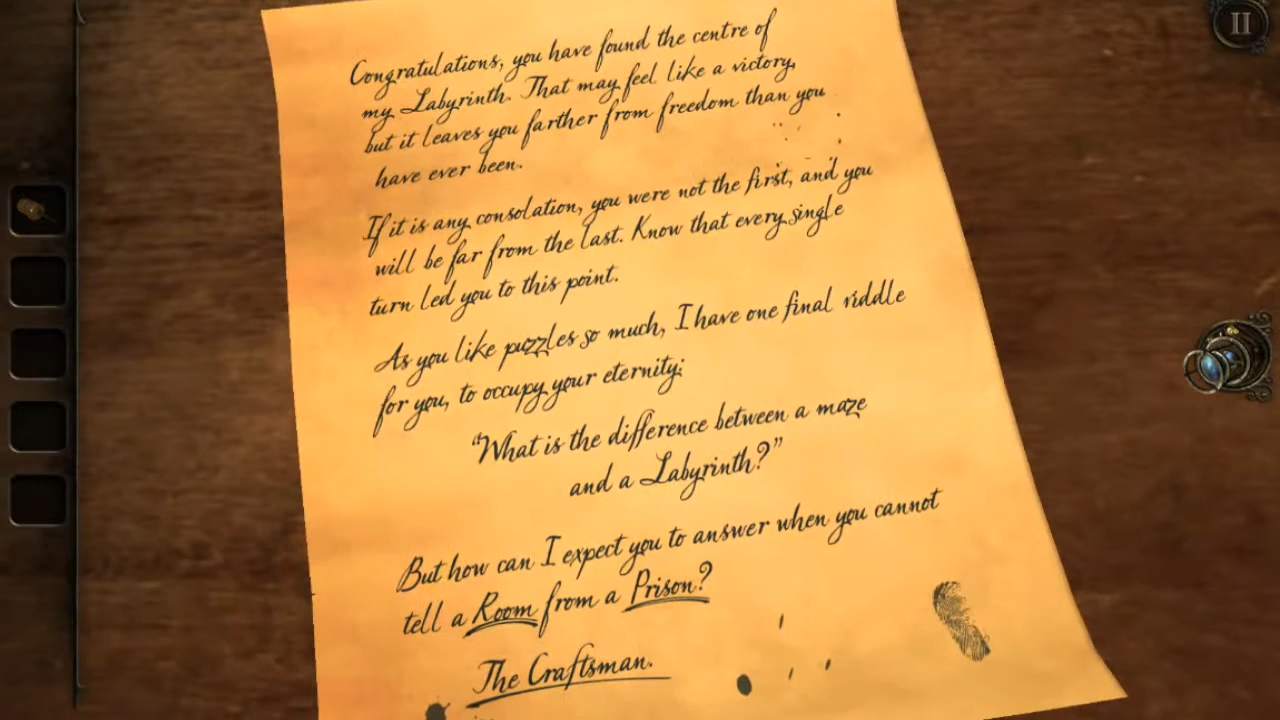 Congratulations, you have found the centre of
my Labyrinth. That may feel like a victory,
but it leaves you farther from freedom than you
have ever been.
If it is any consolation, you were not the first, and you
will be far from the last. Know that every single
turn led you to this point.
As you like puzzles so much, I have one final riddle
for you, to occupy your eternity:
"What is the difference between a maze
and a Labyrinth?"
But how can I expect you to answer when you cannot
tell a Room from a Prison?
The Craftsman.